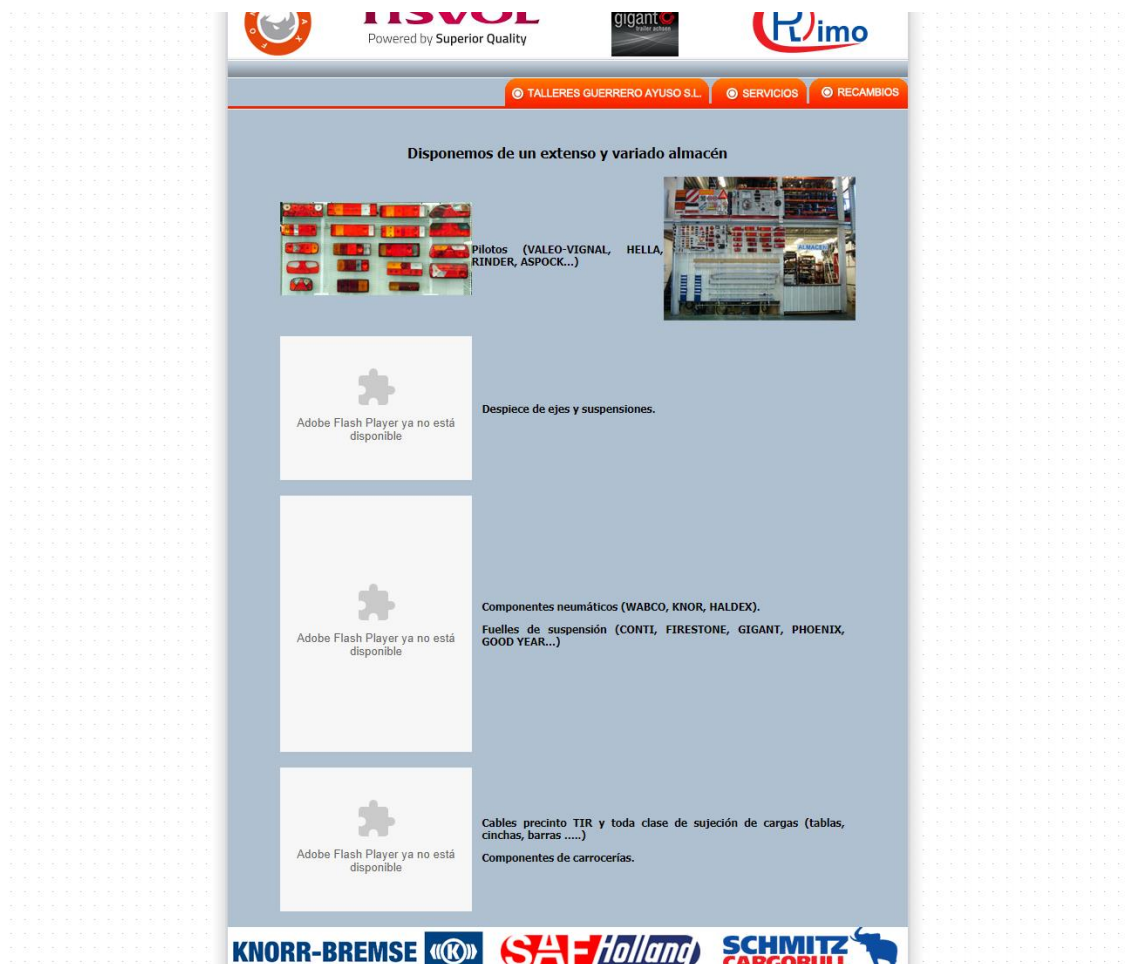 TISVOL
Powered by Superior Quality
gigant
trailer achsen
imo
TALLERES GUERRERO AYUSO S.L.
SERVICIOS
RECAMBIOS
Disponemos de un extenso y variado almacén
Pilotos (VALEO-VIGNAL, HELLA,
RINDER, ASPOCK...)
ALMACEN
Adobe Flash Player ya no está
disponible
Despiece de ejes y suspensiones.
Adobe Flash Player ya no está
disponible
Componentes neumáticos (WABCO, KNOR, HALDEX).
Fuelles de suspensión (CONTI, FIRESTONE, GIGANT, PHOENIX,
GOOD YEAR...)
Adobe Flash Player ya no está
disponible
Cables precinto TIR y toda clase de sujeción de cargas (tablas,
cinchas, barras .....)
Componentes de carrocerías.
KNORR-BREMSE
SAF Holland
SCHMITZ
CARGOBULL